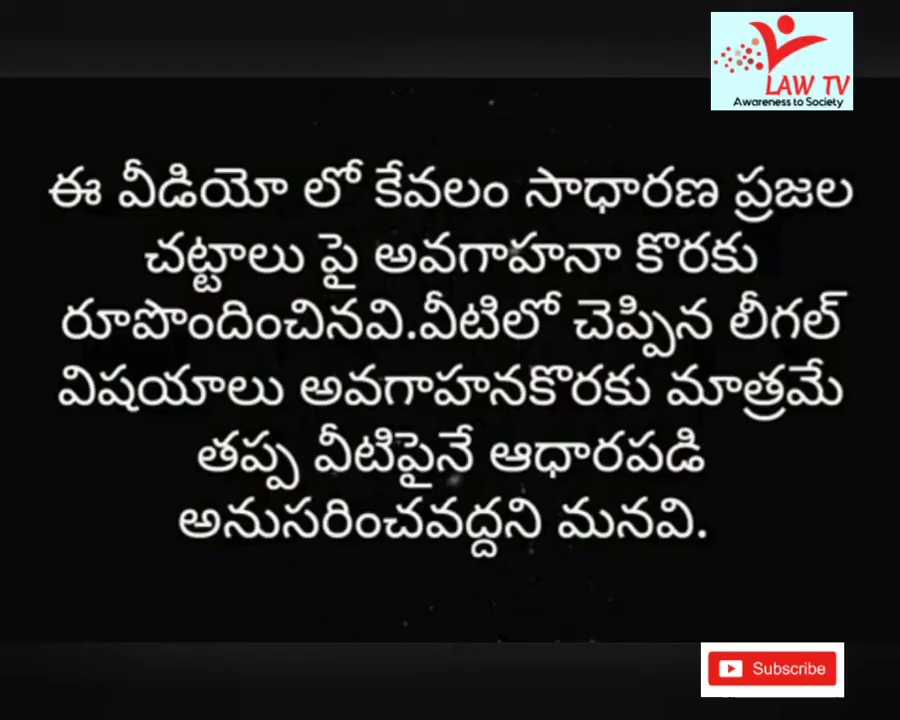 LAW TV
Awareness to Society
ఈ వీడియో లో కేవలం సాధారణ ప్రజల
చట్టాలు పై అవగాహనా కొరకు
రూపొందించినవి.వీటిలో చెప్పిన లీగల్
విషయాలు అవగాహనకొరకు మాత్రమే
తప్ప వీటిపైనే ఆధారపడి
అనుసరించవద్దని మనవి.
Subscribe